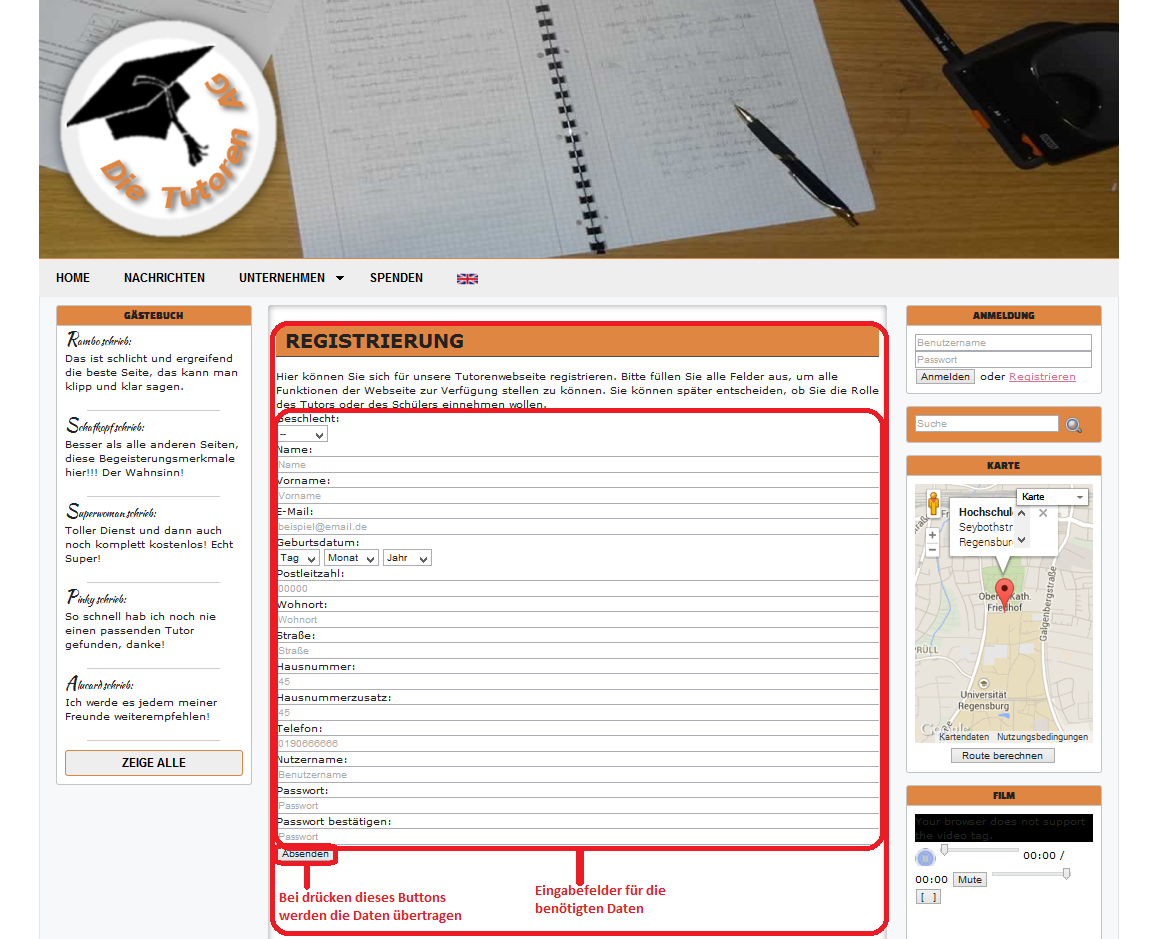 Die Tutoren AG
HOME NACHRICHTEN UNTERNEHMEN SPENDEN
GÄSTEBUCH
Rambo schrieb:
Das ist schlicht und ergreifend
die beste Seite, das kann man
klipp und klar sagen.
Schafkopf schrieb:
Besser als alle anderen Seiten,
diese Begeisterungsmerkmale
hier!!! Der Wahnsinn!
Superwoman schrieb:
Toller Dienst und dann auch
noch komplett kostenlos! Echt
Super!
Pinky schrieb:
So schnell hab ich noch nie
einen passenden Tutor
gefunden, danke!
Alucard schrieb:
Ich werde es jedem meiner
Freunde weiterempfehlen!
ZEIGE ALLE
REGISTRIERUNG
Hier können Sie sich für unsere Tutorenwebseite registrieren. Bitte füllen Sie alle Felder aus, um alle
Funktionen der Webseite zur Verfügung stellen zu können. Sie können später entscheiden, ob Sie die Rolle
des Tutors oder des Schülers einnehmen wollen.
Geschlecht:
--
Name:
Name
Vorname:
Vorname
E-Mail:
beispiel@email.de
Geburtsdatum:
Tag Monat Jahr
Postleitzahl:
00000
Wohnort:
Wohnort
Straße:
Straße
Hausnummer:
45
Hausnummerzusatz:
45
Telefon:
0190666666
Nutzername:
Benutzername
Passwort:
Passwort
Passwort bestätigen:
Passwort
Absenden
Bei drücken dieses Buttons
werden die Daten übertragen
Eingabefelder für die
benötigten Daten
ANMELDUNG
Benutzername
Passwort
Anmelden oder Registrieren
Suche
KARTE
Karte
Hochschul
Seybothstr
Regensbur
Friedhof
Galgenbergstraße
PRÜLL
Universität
Regensburg
Google
Kartendaten Nutzungsbedingungen
Route berechnen
FILM
Your browser does not support
the video tag.
00:00 /
00:00 Mute
[ ]